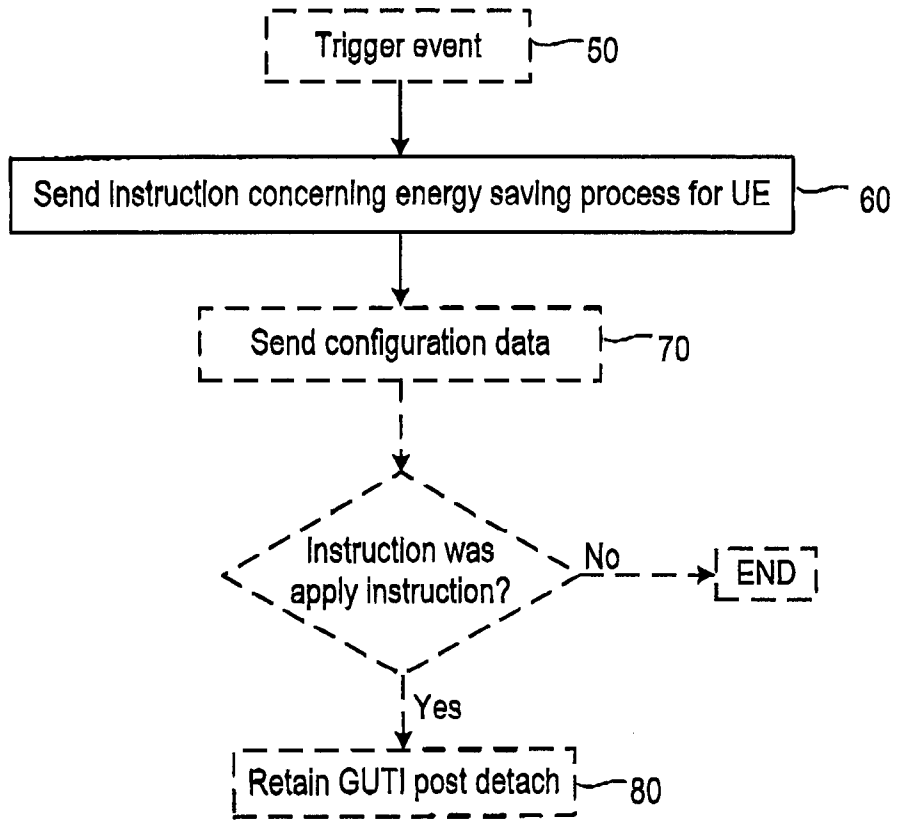 Trigger event
50
Send instruction concerning energy saving process for UE
60
Send configuration data
70
Instruction was
apply instruction?
No
END
Yes
Retain GUTI post detach
80